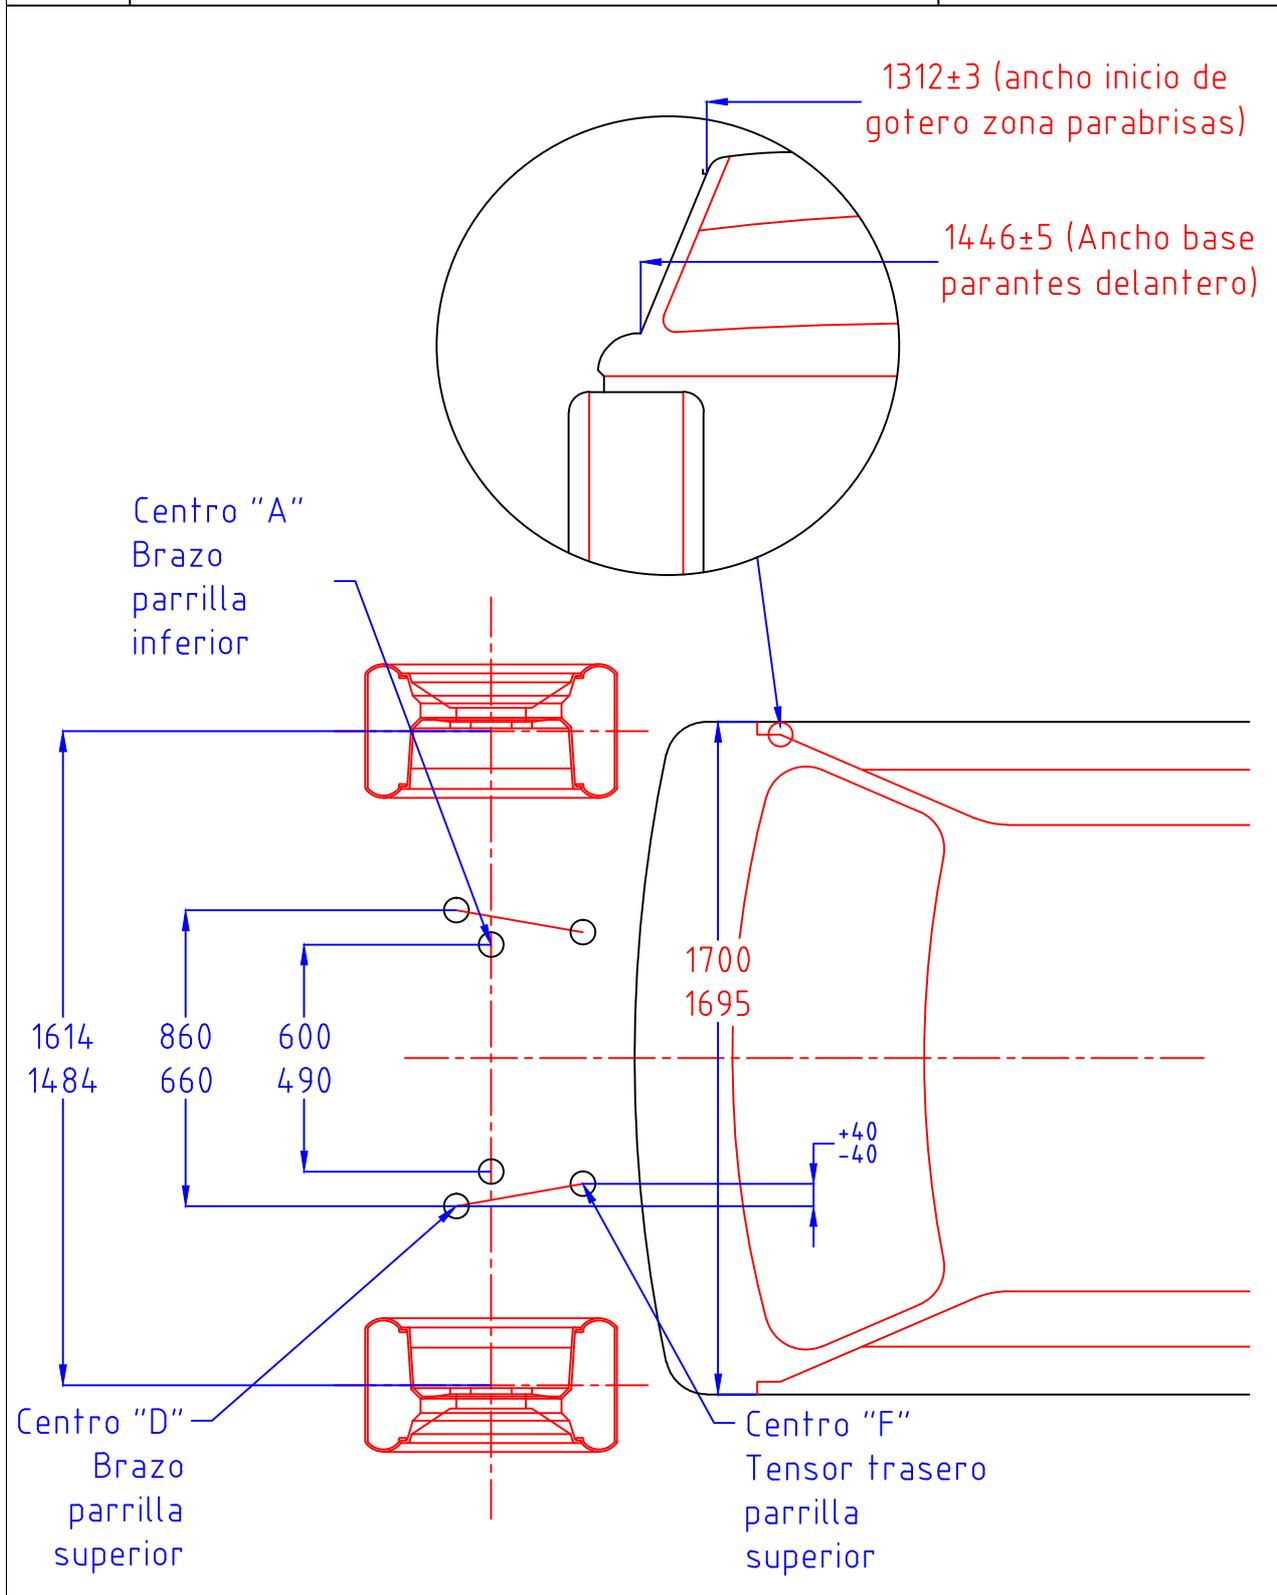 1312±3 (ancho inicio de
gotero zona parabrisas)
1446±5 (Ancho base
parantes delantero)
Centro "A"
Brazo
parrilla
inferior
1700
1695
1614
1484
860
660
600
490
+40
-40
Centro "D"
Brazo
parrilla
superior
Centro "F"
Tensor trasero
parrilla
superior